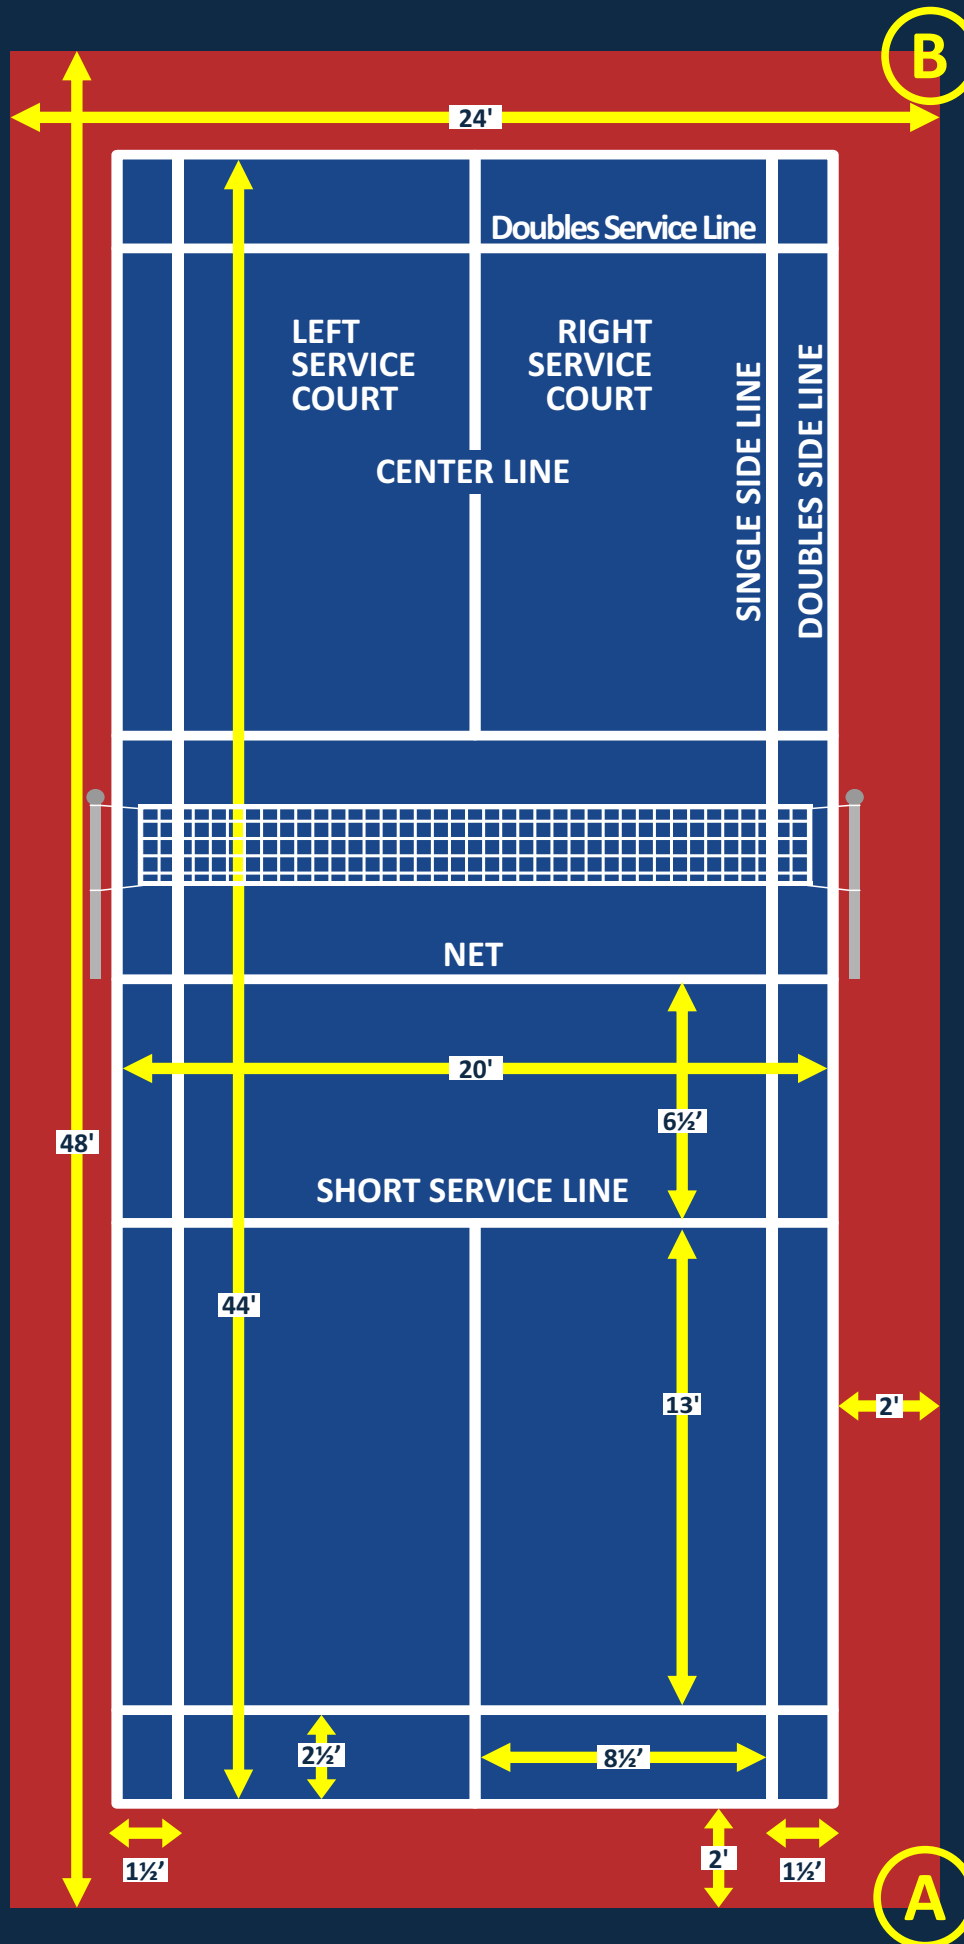 B
24'
Doubles Service Line
LEFT
SERVICE
COURT
RIGHT
SERVICE
COURT
CENTER LINE
SINGLE SIDE LINE
DOUBLES SIDE LINE
NET
20'
6½’
48'
SHORT SERVICE LINE
44'
13'
2'
2½’
8½’
1½’
2'
1½’
A